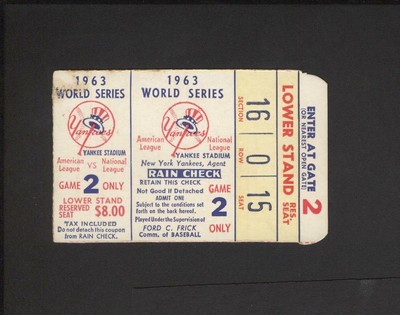 1963
WORLD SERIES
Yankees
YANKEE STADIUM
American League VS National League
GAME 2 ONLY
LOWER STAND
RESERVED SEAT $8.00
TAX INCLUDED
Do not detach this coupon
from RAIN CHECK.
1963
WORLD SERIES
Yankees
American League
National League
YANKEE STADIUM
New York Yankees, Agent
RAIN CHECK
RETAIN THIS CHECK
Not Good if Detached
ADMIT ONE
Subject to the conditions set
forth on the back hereof.
Played Under the Supervision of
FORD C. FRICK
Comm. of BASEBALL.
GAME
2
ONLY
SECTION 16
ROW 0
SEAT 15
LOWER STAND RES. SEAT
ENTER AT GATE 2
(OR NEAREST OPEN GATE)